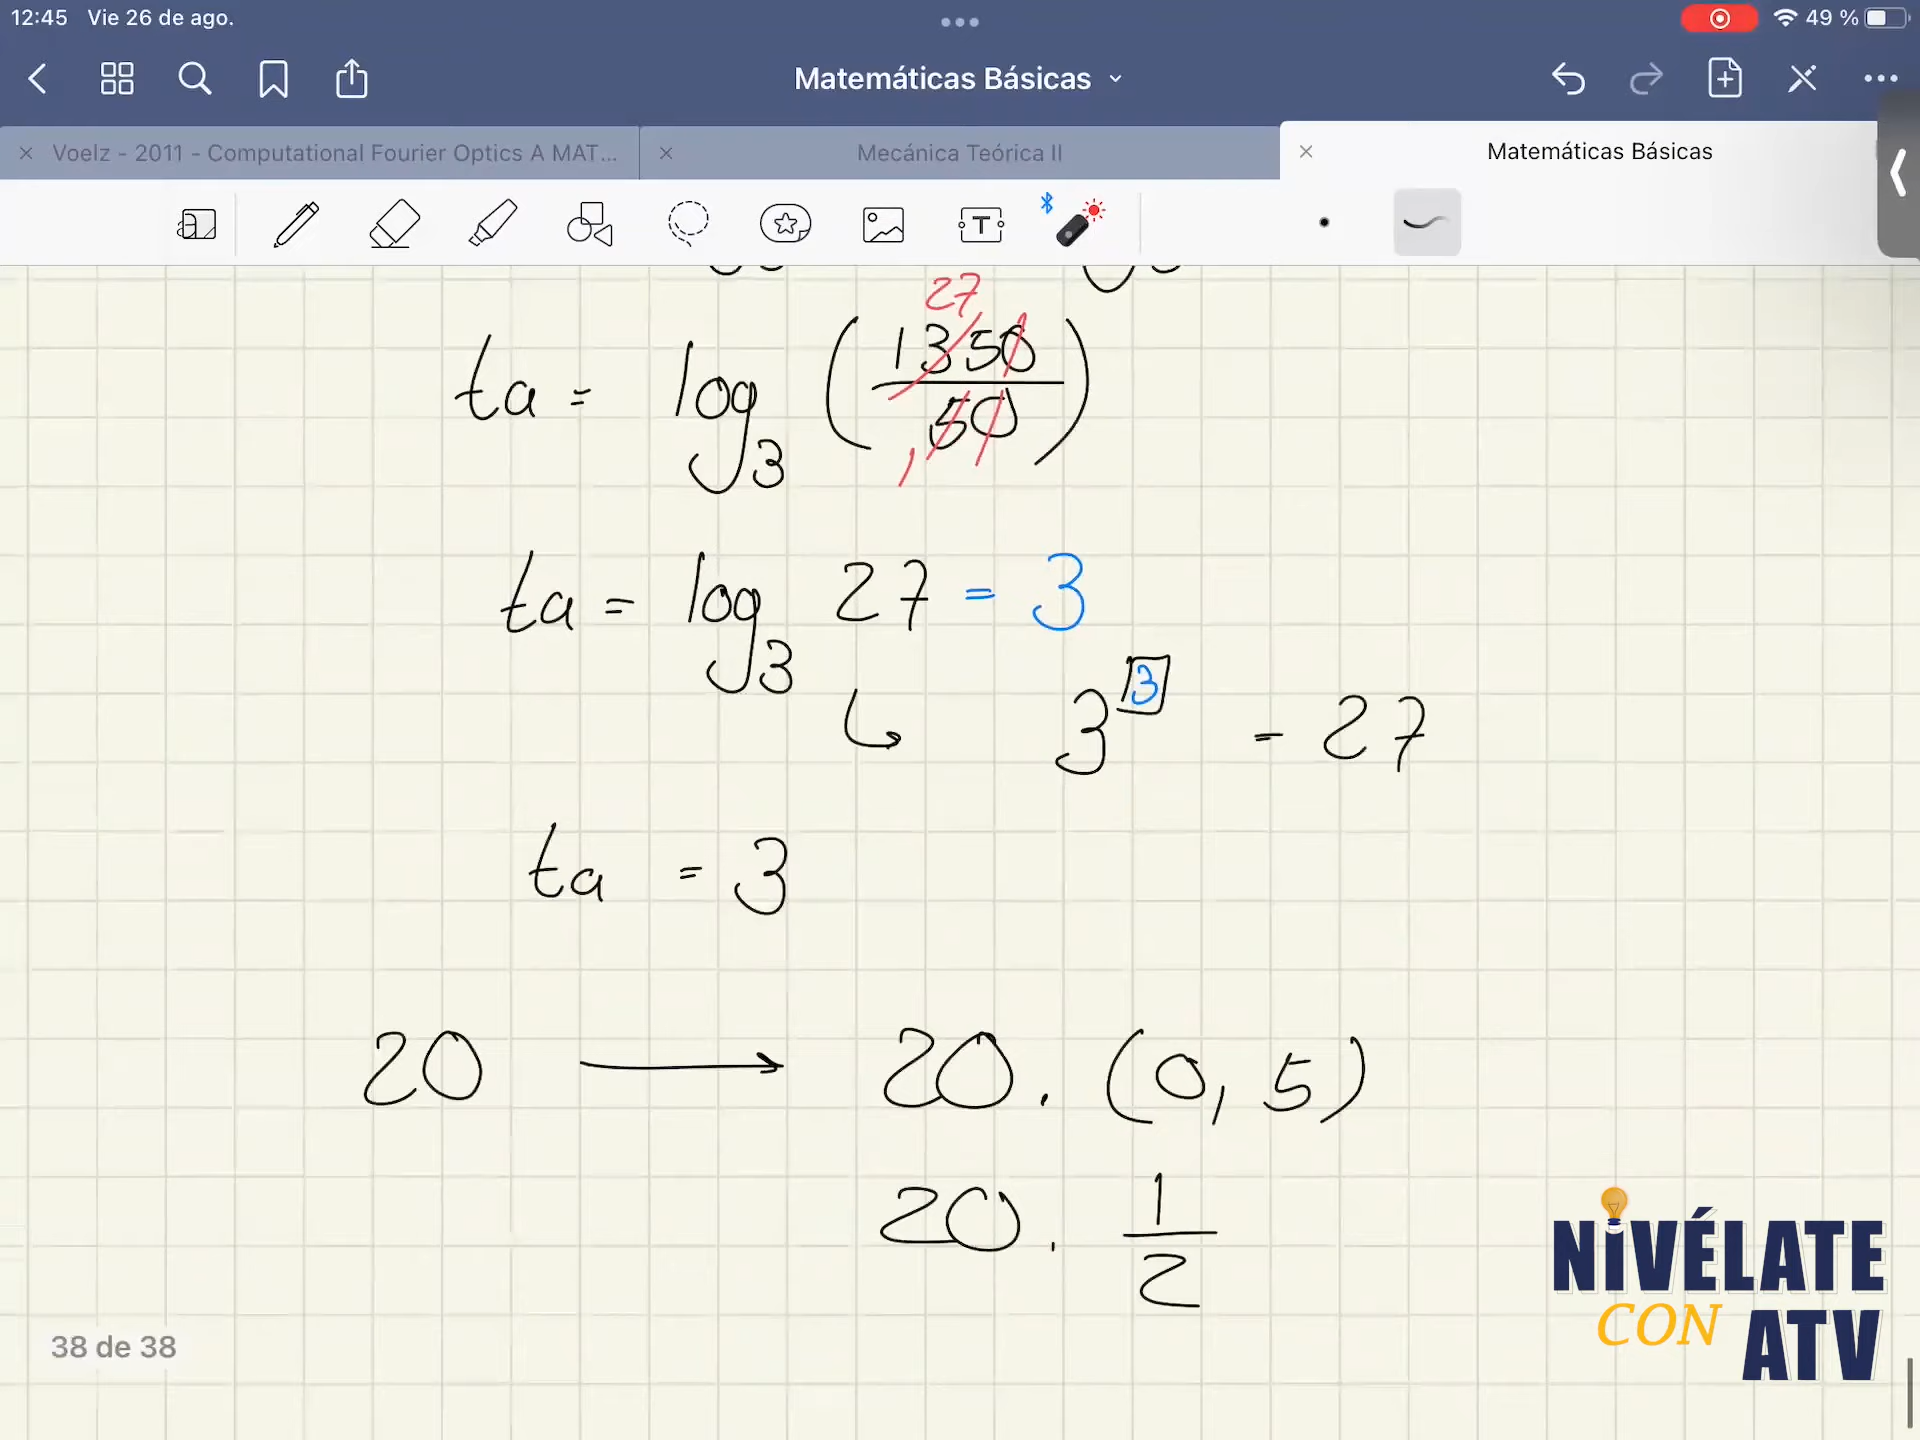 12:45 Vie 26 de ago.
49 %
Matemáticas Básicas
Voelz - 2011 - Computational Fourier Optics A MAT...
Mecánica Teórica II
Matemáticas Básicas
T
27
ta = log3 (1350/50)
1
ta = log3 27 = 3
3^3 = 27
ta = 3
20 → 20 . (0,5)
20 . 1/2
NIVÉLATE
CON
ATV
38 de 38